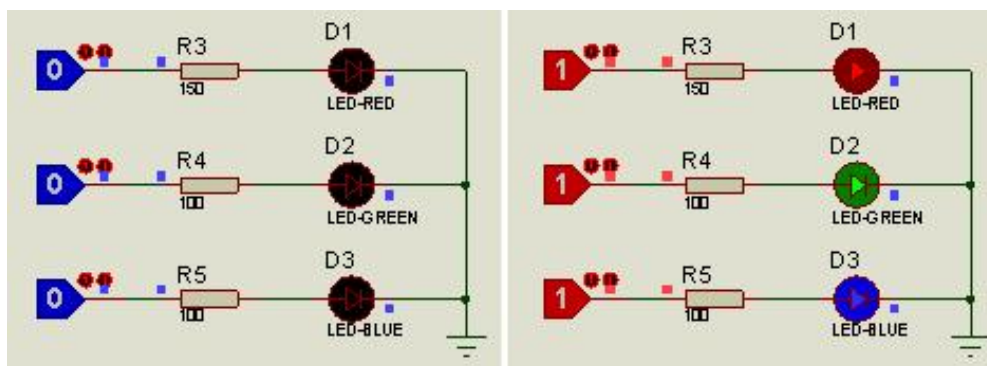 D1
R3
0
150
LED-RED
D2
R4
0
100
LED-GREEN
D3
R5
0
100
LED-BLUE
D1
R3
1
150
LED-RED
D2
R4
1
100
LED-GREEN
D3
R5
1
100
LED-BLUE